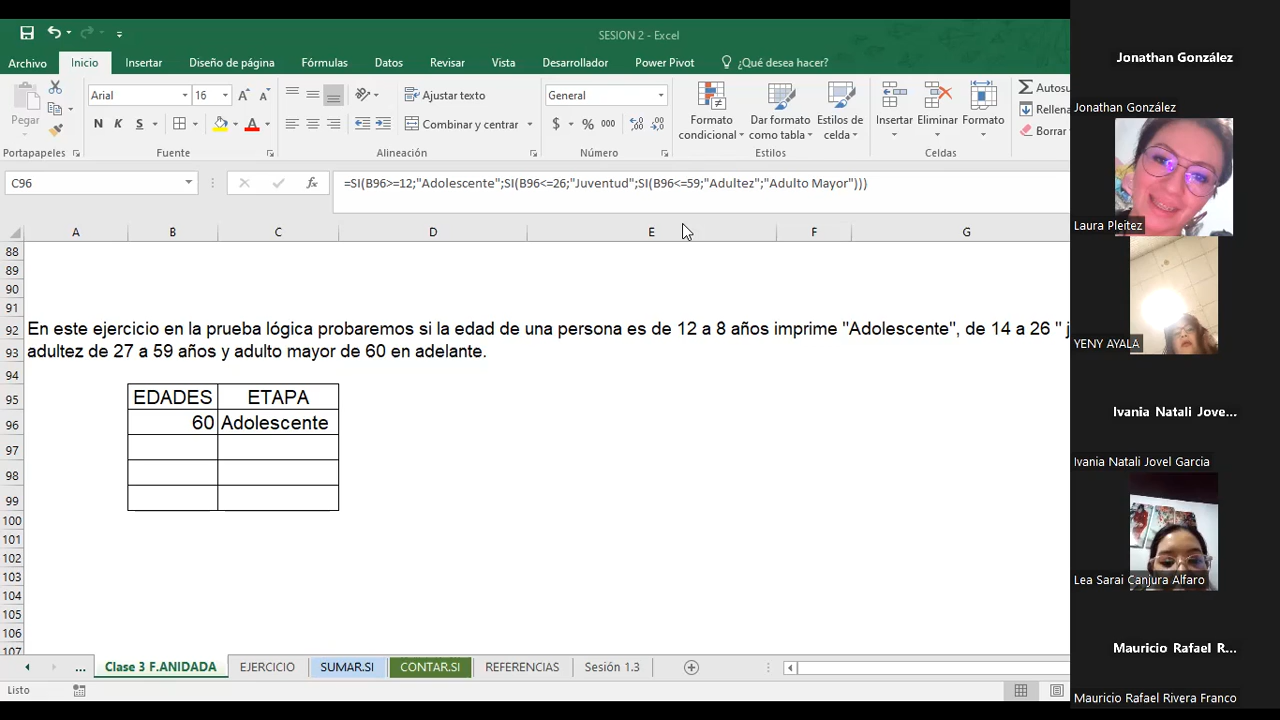 SESION 2 - Excel
Archivo
Inicio
Insertar
Diseño de página
Fórmulas
Datos
Revisar
Vista
Desarrollador
Power Pivot
¿Qué desea hacer?
Pegar
Arial
16
N K S
Ajustar texto
Combinar y centrar
General
$ % 000
Formato condicional
Dar formato como tabla
Estilos de celda
Insertar
Eliminar
Formato
Autosu
Rellena
Borrar
Portapapeles
Fuente
Alineación
Número
Estilos
Celdas
C96
fx
=SI(B96>=12;"Adolescente";SI(B96<=26;"Juventud";SI(B96<=59;"Adultez";"Adulto Mayor")))
A B C D E F G
88
89
90
91
92 En este ejercicio en la prueba lógica probaremos si la edad de una persona es de 12 a 8 años imprime "Adolescente", de 14 a 26 " j
93 adultez de 27 a 59 años y adulto mayor de 60 en adelante.
94
95 EDADES ETAPA
96 60 Adolescente
97
98
99
100
101
102
103
104
105
106
107
...
Clase 3 F.ANIDADA
EJERCICIO
SUMAR.SI
CONTAR.SI
REFERENCIAS
Sesión 1.3
Listo
Jonathan González
Jonathan González
Laura Pleitez
YENY AYALA
Ivania Natali Jove...
Ivania Natali Jovel Garcia
Lea Sarai Canjura Alfaro
Mauricio Rafael R...
Mauricio Rafael Rivera Franco